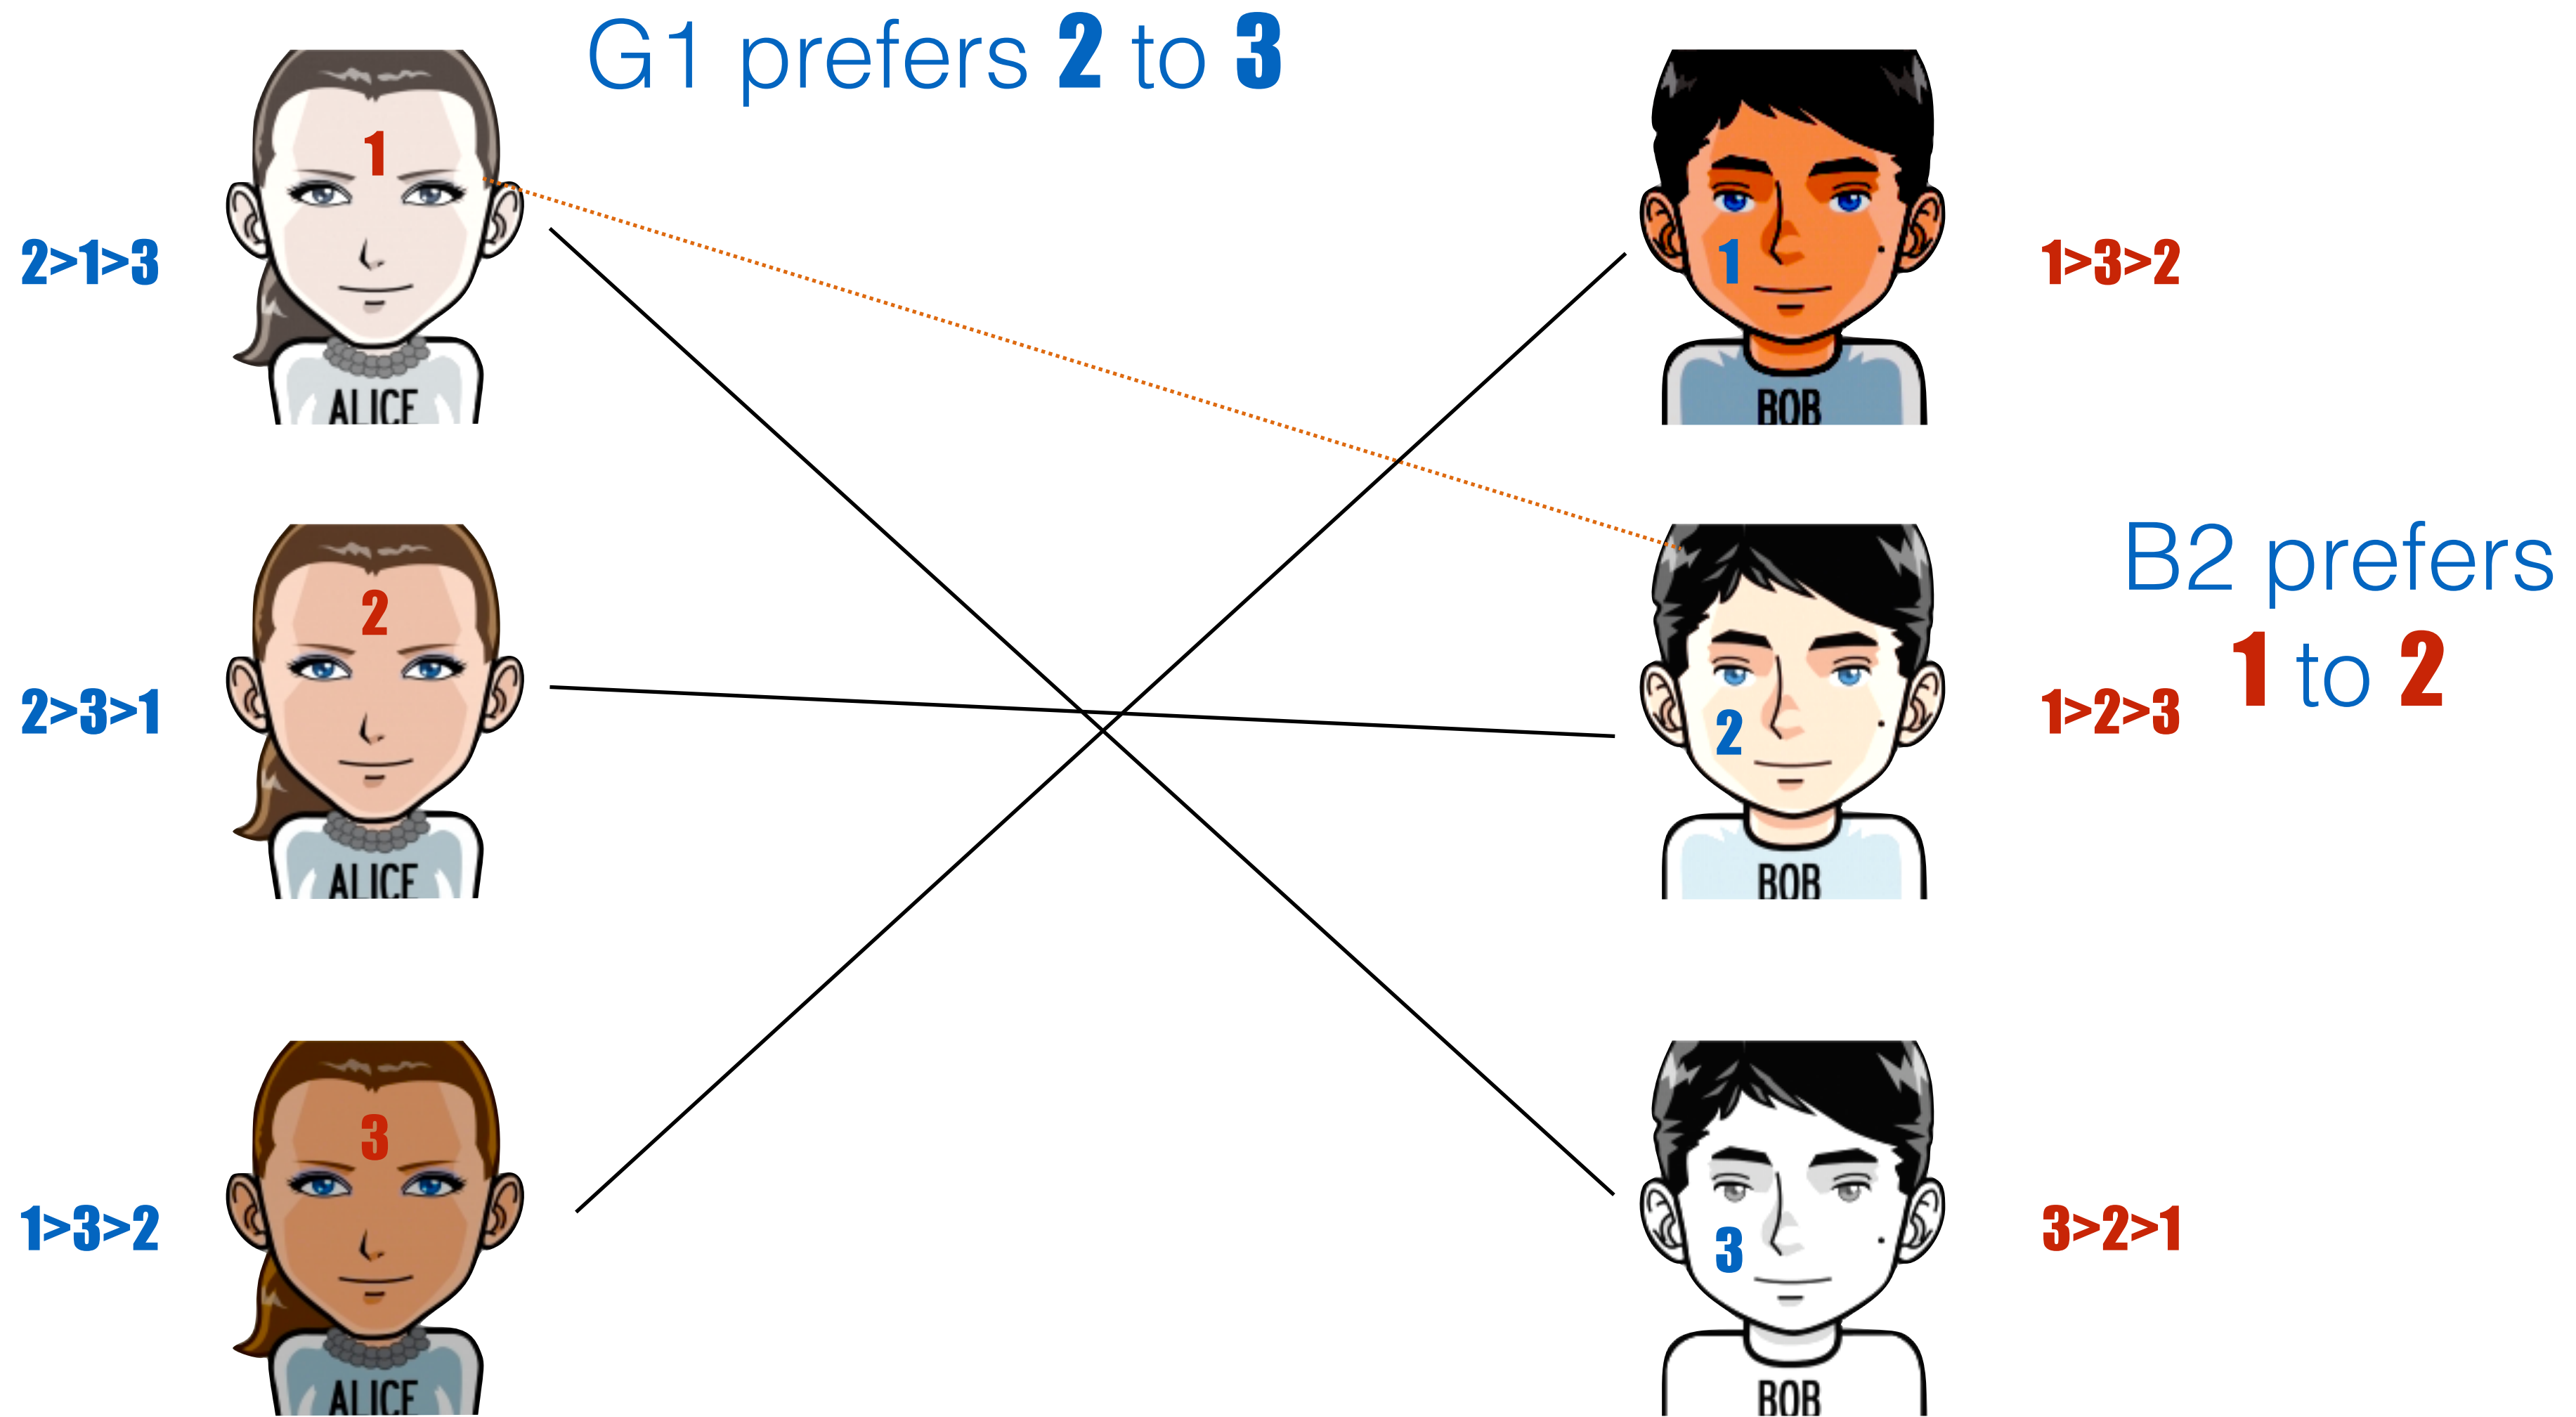 G1 prefers 2 to 3
1
2>1>3
ALICE
1
1>3>2
BOB
2
2>3>1
ALICE
2
1>2>3
BOB
B2 prefers
1 to 2
3
1>3>2
ALICE
3
3>2>1
BOB